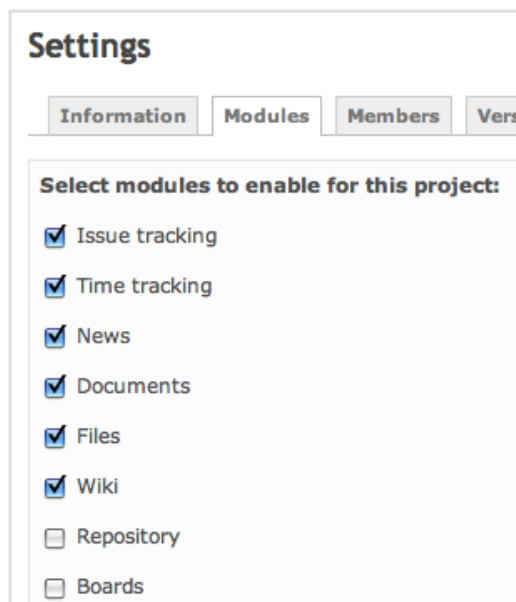 Settings
Information Modules Members Vers
Select modules to enable for this project:
Issue tracking
Time tracking
News
Documents
Files
Wiki
Repository
Boards